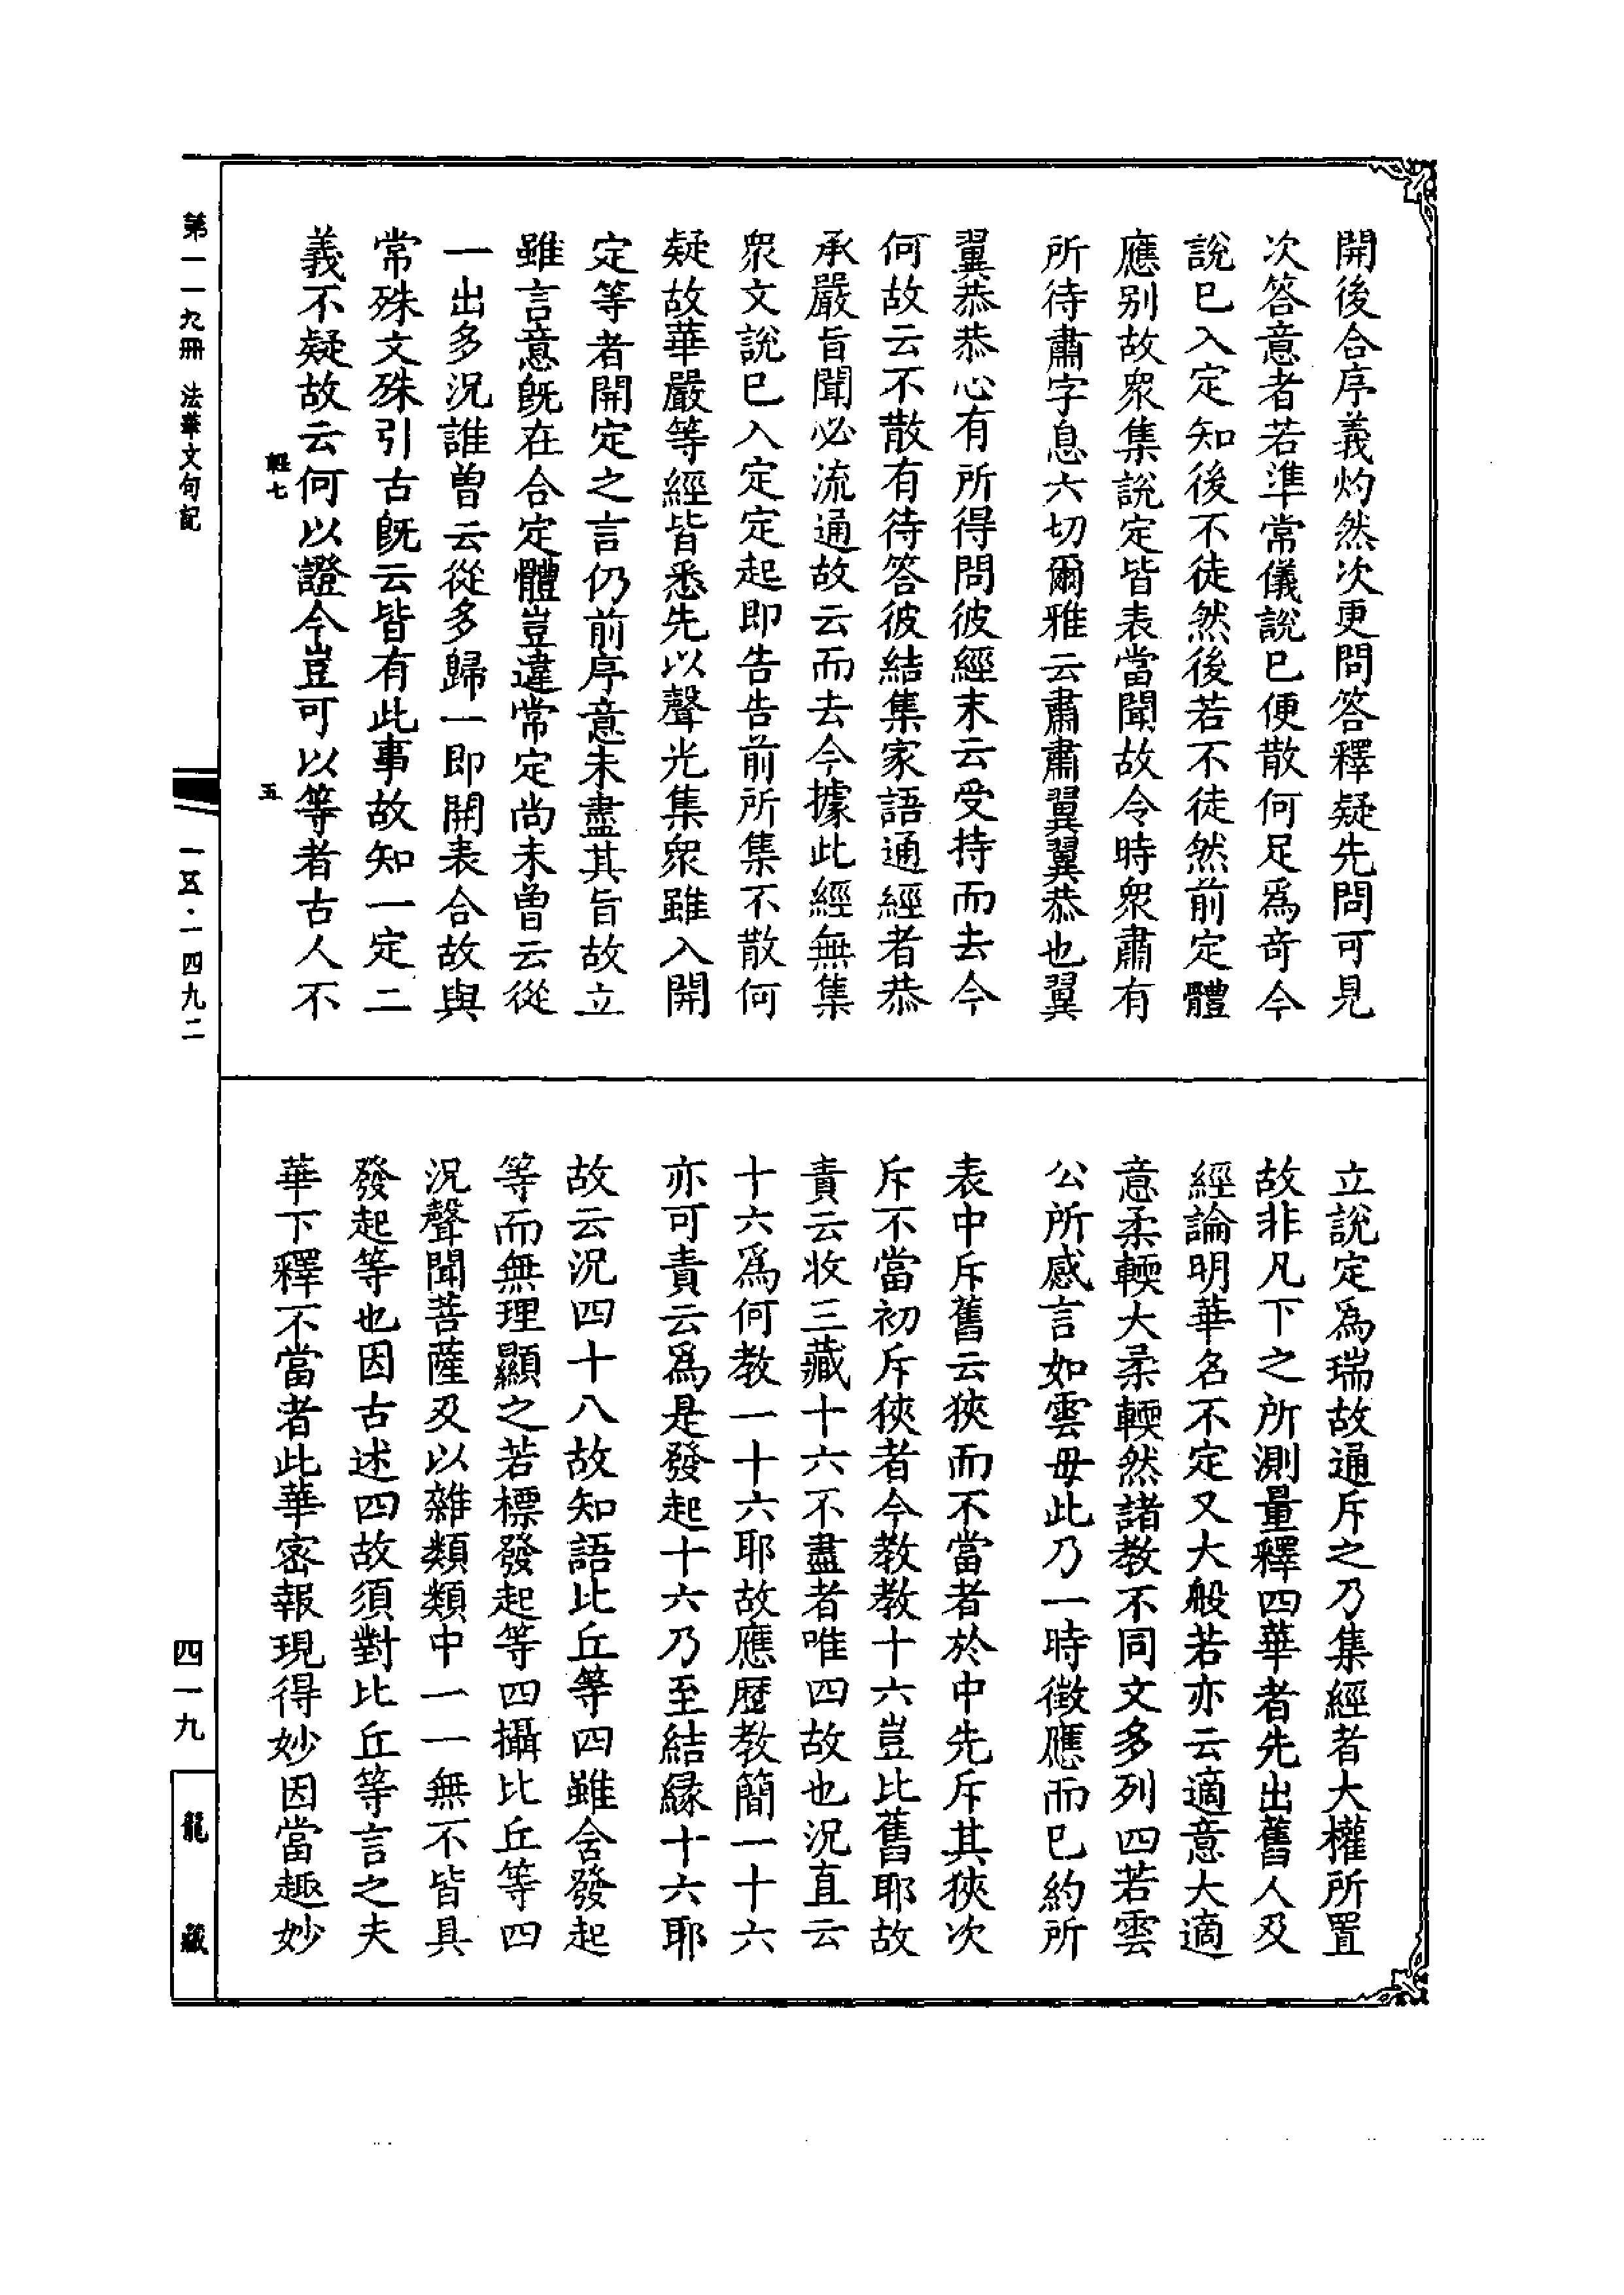 開後合序義灼然次更問答釋疑先問可見
次答意者若準常儀說已便散何足為奇今
說已入定知後不徒然後若不徒然前定體
應別故眾集說定皆表當聞故令時眾肅有
所待肅字息六切爾雅云肅肅翼翼恭也翼
翼恭恭心有所得問彼經末云受持而去今
何故云不散有待答彼結集家語通經者恭
承嚴旨聞必流通故云而去今據此經無集
眾文說已入定定起即告告前所集不散何
疑故華嚴等經皆悉先以聲光集眾雖入開
定等者開定之言仍前序意未盡其旨故立
雖言意既在合定體豈違常定尚未曾云從
一出多況誰曾云從多歸一即開表合故與
常殊文殊引古既云皆有此事故知一定二
義不疑故云何以證今豈可以等者古人不
立說定為瑞故通斥之乃集經者大權所置
故非凡下之所測量釋四華者先出舊人及
經論明華名不定又大般若亦云適意大適
意柔輭大柔輭然諸教不同文多列四若雲
公所感言如雲毋此乃一時徵應而已約所
表中斥舊云狹而不當者於中先斥其狹次
斥不當初斥狹者今教教十六豈比舊耶故
責云收三藏十六不盡者唯四故也況直云
十六為何教一十六耶故應歷教簡一十六
亦可責云為是發起十六乃至結緣十六耶
故云況四十八故知語比丘等四雖含發起
等而無理顯之若標發起等四攝比丘等四
況聲聞菩薩及以雜類類中一一無不皆具
發起等也因古述四故須對比丘等言之夫
華下釋不當者此華密報現得妙因當趣妙
第一一九冊 法華文句記
輕七
五
一五·一四九二
四一九
龍藏